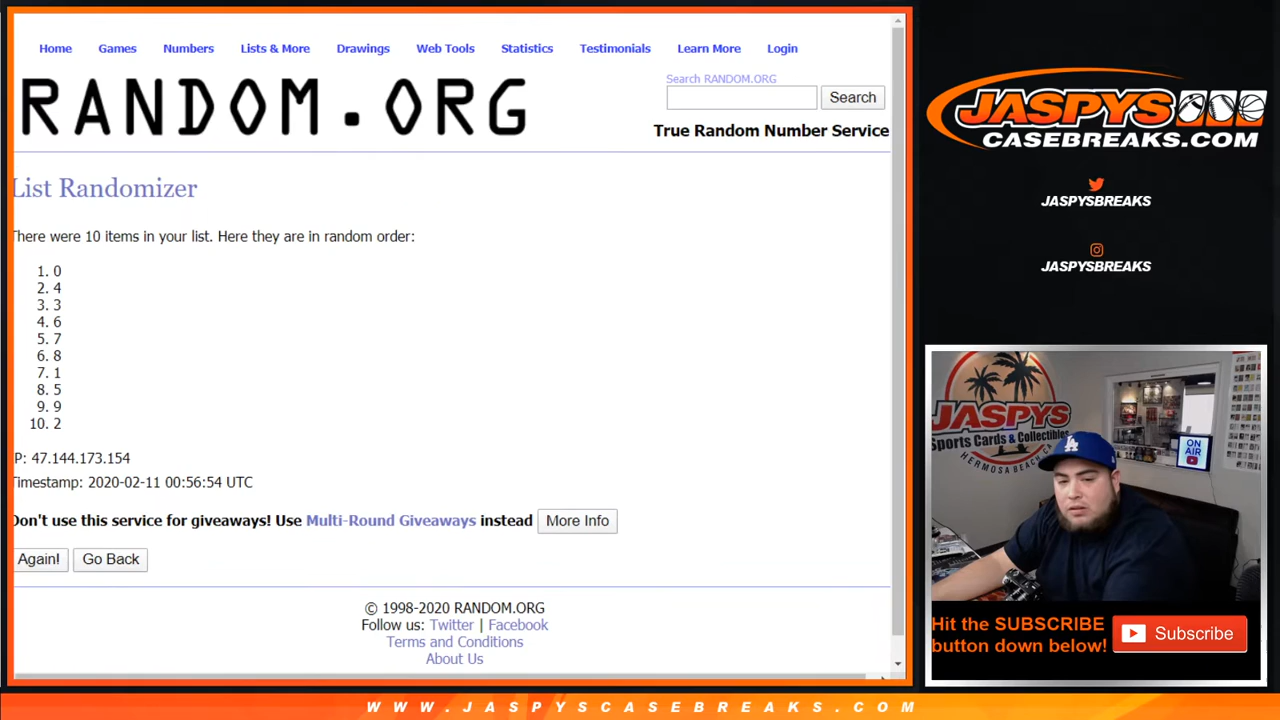 Home Games Numbers Lists & More Drawings Web Tools Statistics Testimonials Learn More Login
RANDOM.ORG
Search RANDOM.ORG
Search
True Random Number Service
List Randomizer
There were 10 items in your list. Here they are in random order:
1. 0
2. 4
3. 3
4. 6
5. 7
6. 8
7. 1
8. 5
9. 9
10. 2
IP: 47.144.173.154
Timestamp: 2020-02-11 00:56:54 UTC
Don't use this service for giveaways! Use Multi-Round Giveaways instead More Info
Again! Go Back
© 1998-2020 RANDOM.ORG
Follow us: Twitter | Facebook
Terms and Conditions
About Us
JASPYS
CASEBREAKS.COM
JASPYSBREAKS
JASPYSBREAKS
JASPYS
Sports Cards & Collectibles
HERMOSA BEACH, CA
ON
AIR
LA
Hit the SUBSCRIBE
button down below!
Subscribe
WWW.JASPYSCASEBREAKS.COM